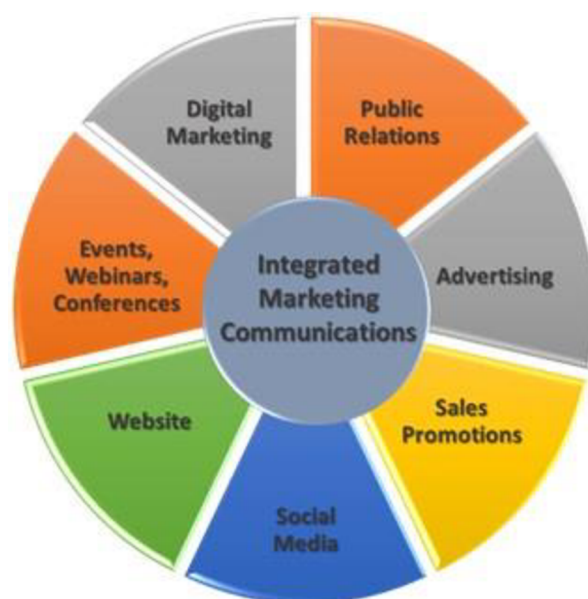 Digital
Marketing
Public
Relations
Events,
Webinars,
Conferences
Integrated
Marketing
Communications
Advertising
Website
Sales
Promotions
Social
Media